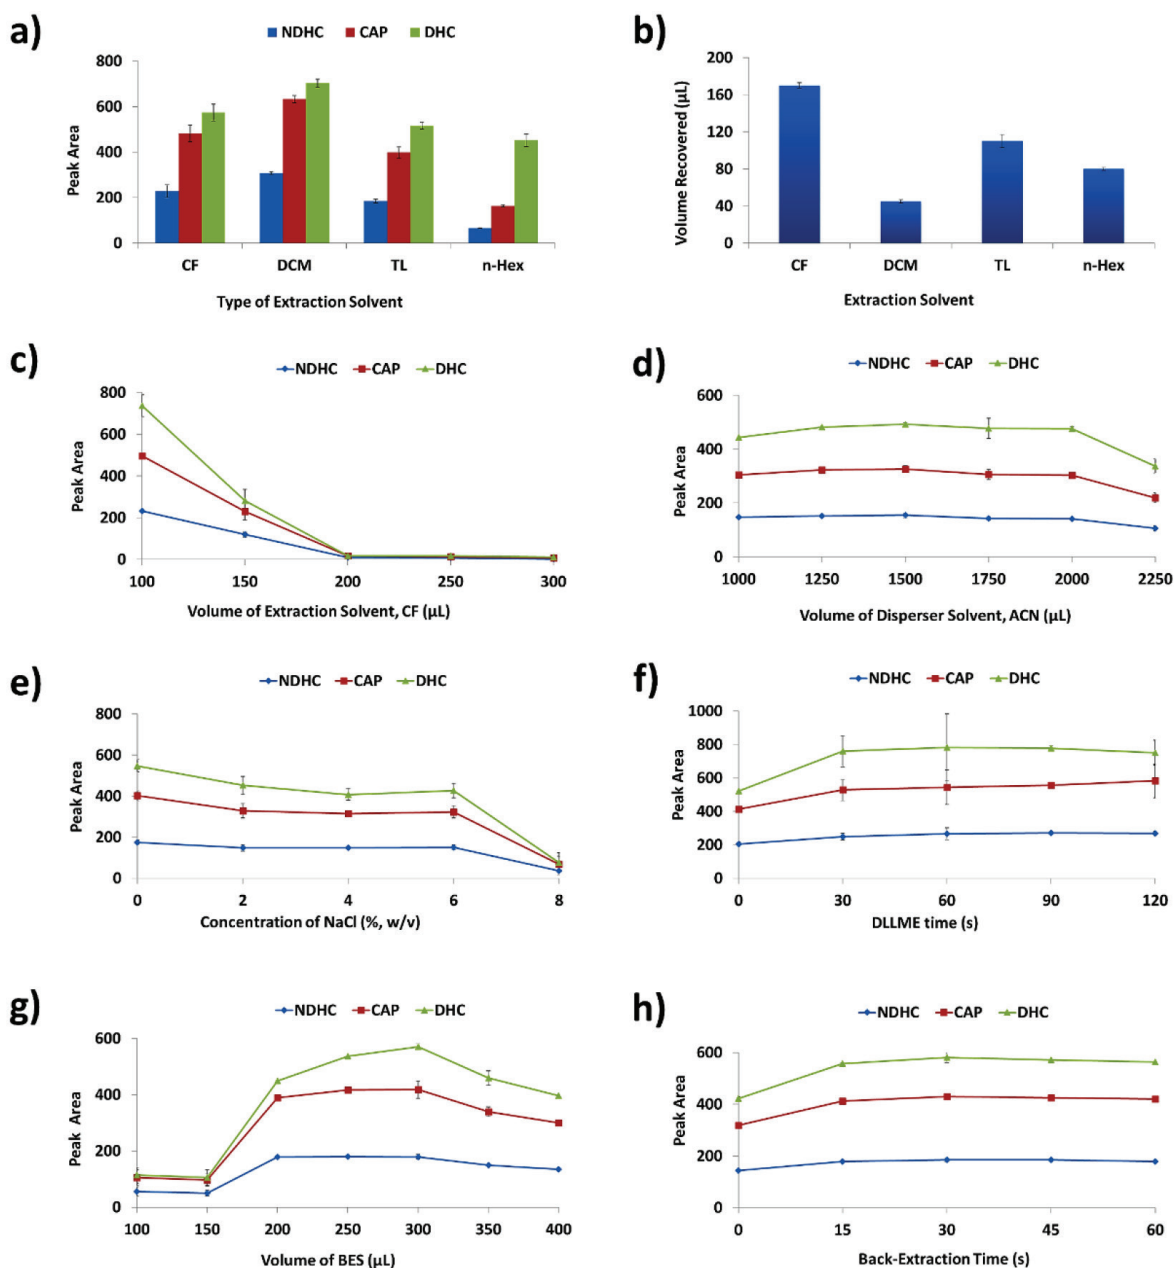 a)
NDHC CAP DHC
Peak Area
800
600
400
200
0
CF DCM TL n-Hex
Type of Extraction Solvent
b)
Volume Recovered (µL)
200
160
120
80
40
0
CF DCM TL n-Hex
Extraction Solvent
c)
NDHC CAP DHC
Peak Area
800
600
400
200
0
100 150 200 250 300
Volume of Extraction Solvent, CF (µL)
d)
NDHC CAP DHC
Peak Area
600
400
200
0
1000 1250 1500 1750 2000 2250
Volume of Disperser Solvent, ACN (µL)
e)
NDHC CAP DHC
Peak Area
800
600
400
200
0
0 2 4 6 8
Concentration of NaCl (%, w/v)
f)
NDHC CAP DHC
Peak Area
1000
800
600
400
200
0
0 30 60 90 120
DLLME time (s)
g)
NDHC CAP DHC
Peak Area
600
400
200
0
100 150 200 250 300 350 400
Volume of BES (µL)
h)
NDHC CAP DHC
Peak Area
600
400
200
0
0 15 30 45 60
Back-Extraction Time (s)